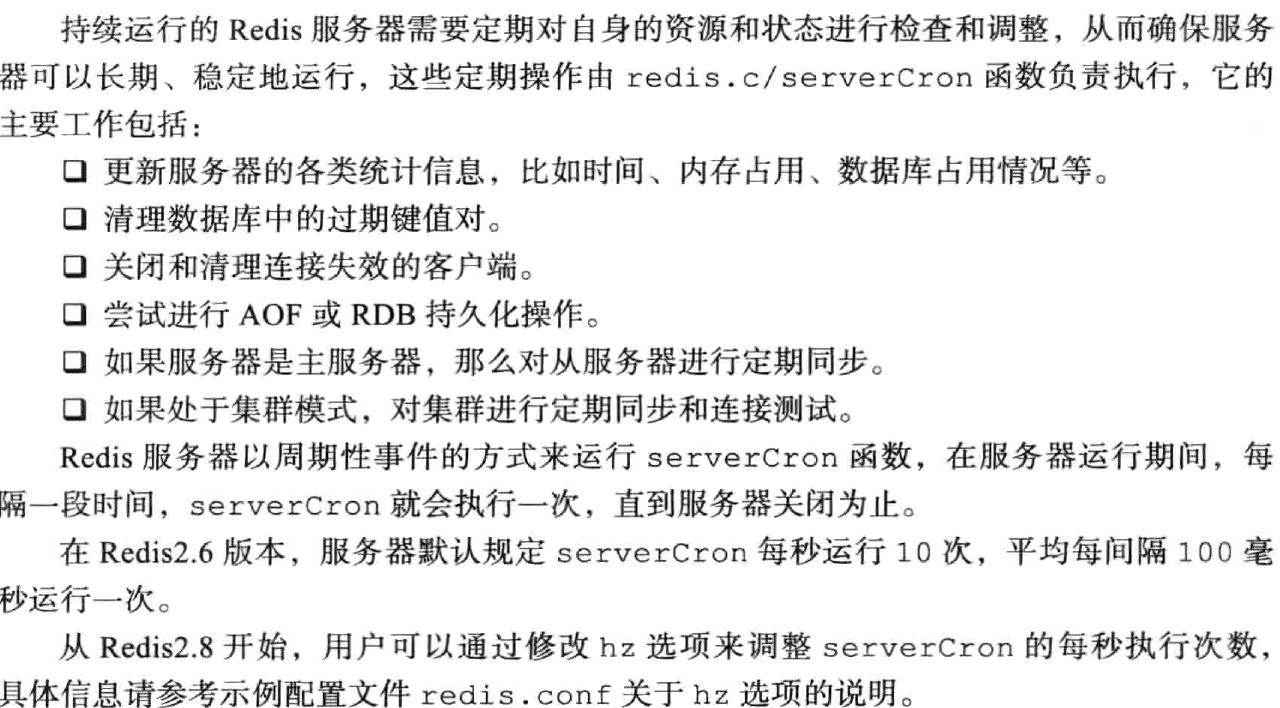 持续运行的 Redis 服务器需要定期对自身的资源和状态进行检查和调整，从而确保服务
器可以长期、稳定地运行，这些定期操作由 redis.c/serverCron 函数负责执行，它的
主要工作包括：
❑ 更新服务器的各类统计信息，比如时间、内存占用、数据库占用情况等。
❑ 清理数据库中的过期键值对。
❑ 关闭和清理连接失效的客户端。
❑ 尝试进行 AOF 或 RDB 持久化操作。
❑ 如果服务器是主服务器，那么对从服务器进行定期同步。
❑ 如果处于集群模式，对集群进行定期同步和连接测试。
Redis 服务器以周期性事件的方式来运行 serverCron 函数，在服务器运行期间，每
隔一段时间，serverCron 就会执行一次，直到服务器关闭为止。
在 Redis2.6 版本，服务器默认规定 serverCron 每秒运行 10 次，平均每间隔 100 毫
秒运行一次。
从 Redis2.8 开始，用户可以通过修改 hz 选项来调整 serverCron 的每秒执行次数，
具体信息请参考示例配置文件 redis.conf 关于 hz 选项的说明。